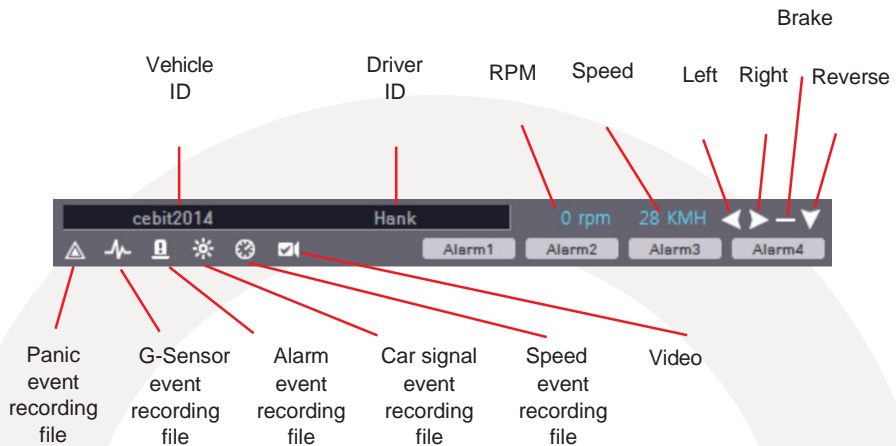 Brake
Vehicle
ID
Driver
ID
RPM
Speed
Left
Right
Reverse
cebit2014
Hank
0 rpm
28 KMH
Alarm1
Alarm2
Alarm3
Alarm4
Panic
event
recording
file
G-Sensor
event
recording
file
Alarm
event
recording
file
Car signal
event
recording
file
Speed
event
recording
file
Video